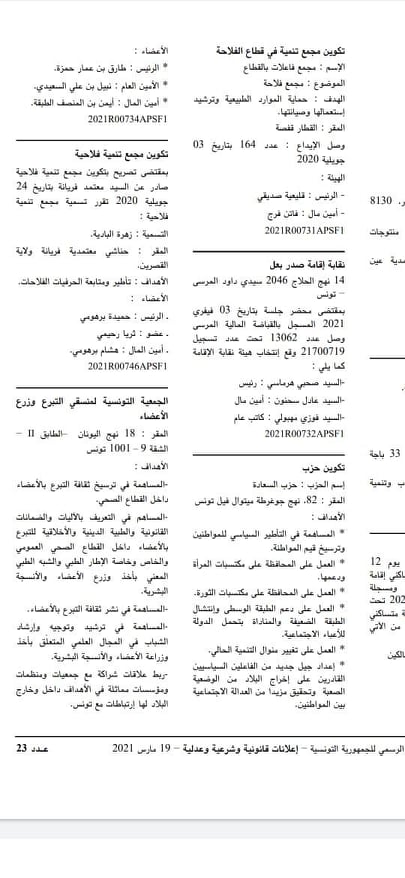 ر، 8130
منتوجات
مدية عين
33 باجة
ب وتنمية
يوم 12
ساكني إقامة
ومسجلة
202 تحت
ة متساكني
من الآتي
الكين
تكوين مجمع تنمية في قطاع الفلاحة
الإسم : مجمع فاعلات بالقطاع
الموضوع : مجمع فلاحة
الهدف : حماية الموارد الطبيعية وترشيد
إستعمالها وصيانتها.
المقر : القطار قفصة
وصل الإيداع : عدد 164 بتاريخ 03
جويلية 2020
الهيئة :
- الرئيس : قليعية صديقي
- أمين مال : فاتن فرج
2021R00731APSF1
نقابة إقامة صدر بعل
14 نهج الحلاج 2046 سيدي داود المرسى
– تونس
بمقتضى محضر جلسة بتاريخ 03 فيفري
2021 المسجل بالقباضة المالية المرسى
وصل عدد 13062 تحت عدد تسجيل
21700719 وقع إنتخاب هيئة نقابة الإقامة
كما يلي :
-السيد صحبي هرماسي : رئيس
-السيد عادل سحنون : أمين مال
-السيد فوزي مهبولي : كاتب عام
2021R00732APSF1
تكوين حزب
إسم الحزب : حزب السعادة
المقر : 82، نهج جوغرطة ميتوال فيل تونس
الأهداف :
* المساهمة في التأطير السياسي للمواطنين
وترسيخ قيم المواطنة.
* العمل على المحافظة على مكتسبات المرأة
ودعمها.
* العمل على المحافظة على مكتسبات الثورة.
* العمل على دعم الطبقة الوسطى وإنتشال
الطبقة الضعيفة والمناداة بتحمل الدولة
للأعباء الاجتماعية.
* العمل على تغيير منوال التنمية الحالي.
* إعداد جيل جديد من الفاعلين السياسيين
القادرين على إخراج البلاد من الوضعية
الصعبة وتحقيق مزيدا من العدالة الاجتماعية
بين المواطنين.
الأعضاء :
* الرئيس : طارق بن عمار حمزة.
* الأمين العام : نبيل بن علي السعيدي.
* أمين المال : أيمن بن المنصف الطبقة.
2021R00734APSF1
تكوين مجمع تنمية فلاحية
بمقتضى تصريح بتكوين مجمع تنمية فلاحية
صادر عن السيد معتمد فريانة بتاريخ 24
جويلية 2020 تقرر تسمية مجمع تنمية
فلاحية :
التسمية : زهرة البادية.
المقر : حناشي معتمدية فريانة ولاية
القصرين.
الأهداف : تأطير ومتابعة الحرفيات الفلاحات.
الأعضاء :
. الرئيس : حميدة برهومي
. عضو : ثريا رحيمي
. أمين المال : هشام برهومي.
2021R00746APSF1
الجمعية التونسية لمنسقي التبرع وزرع
الأعضاء
المقر : 18 نهج اليونان –الطابق II –
الشقة 9 – 1001 تونس
الأهداف :
-المساهمة في ترسيخ ثقافة التبرع بالأعضاء
داخل القطاع الصحي.
-المساهم في التعريف بالآليات والضمانات
القانونية والطبية الدينية والأخلاقية للتبرع
بالأعضاء داخل القطاع الصحي العمومي
والخاص وخاصة الإطار الطبي والشبه الطبي
المعني بأخذ وزرع الأعضاء والأنسجة
البشرية.
-المساهمة في نشر ثقافة التبرع بالأعضاء.
-المساهمة في ترشيد وتوجيه وإرشاد
الشباب في المجال العلمي المتعلّق بأخذ
وزراعة الأعضاء والأنسجة البشرية.
-ربط علاقات شراكة مع جمعيات ومنظمات
ومؤسسات مماثلة في الأهداف داخل وخارج
البلاد لها إرتباطات مع تونس.
الرسمي للجمهورية التونسية – إعلانات قانونية وشرعية وعدلية – 19 مارس 2021
عـدد 23